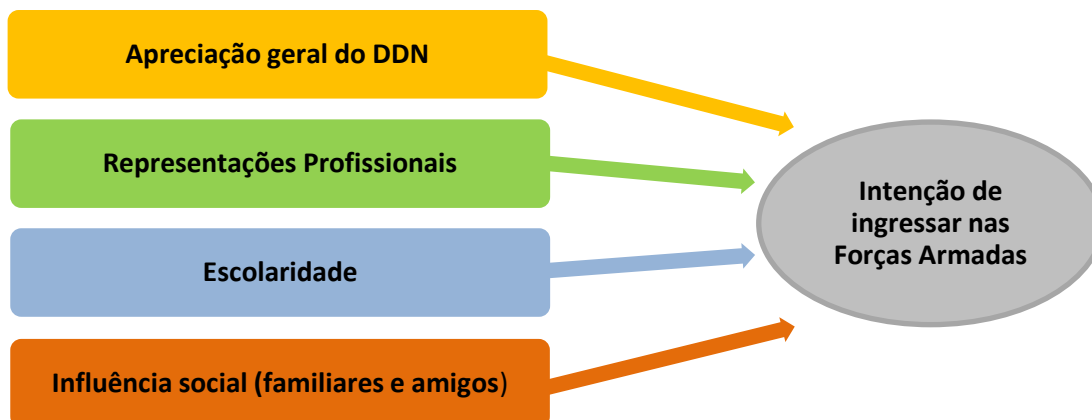 Apreciação geral do DDN
Representações Profissionais
Escolaridade
Influência social (familiares e amigos)
Intenção de
ingressar nas
Forças Armadas